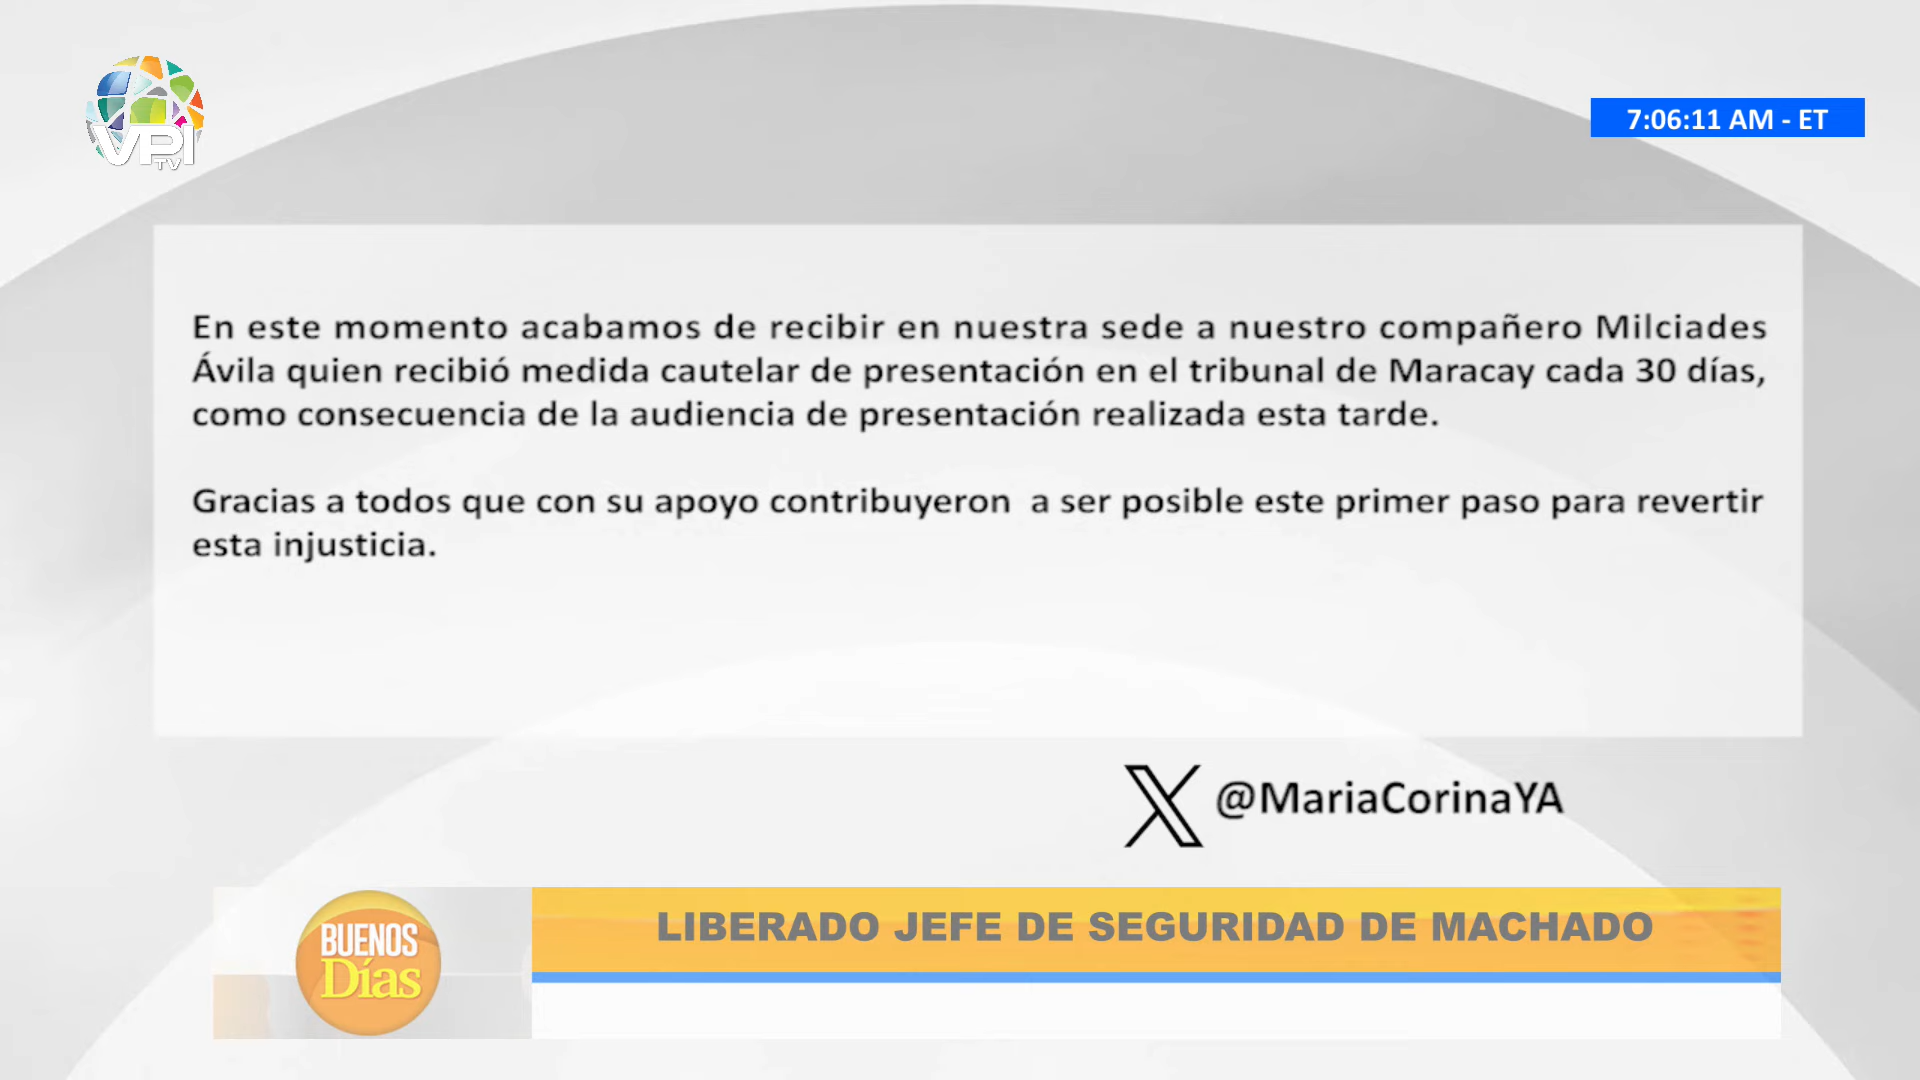 VPI
TV
7:06:11 AM - ET
En este momento acabamos de recibir en nuestra sede a nuestro compañero Milciades
Ávila quien recibió medida cautelar de presentación en el tribunal de Maracay cada 30 días,
como consecuencia de la audiencia de presentación realizada esta tarde.
Gracias a todos que con su apoyo contribuyeron  a ser posible este primer paso para revertir
esta injusticia.
@MariaCorinaYA
BUENOS
Días
LIBERADO JEFE DE SEGURIDAD DE MACHADO